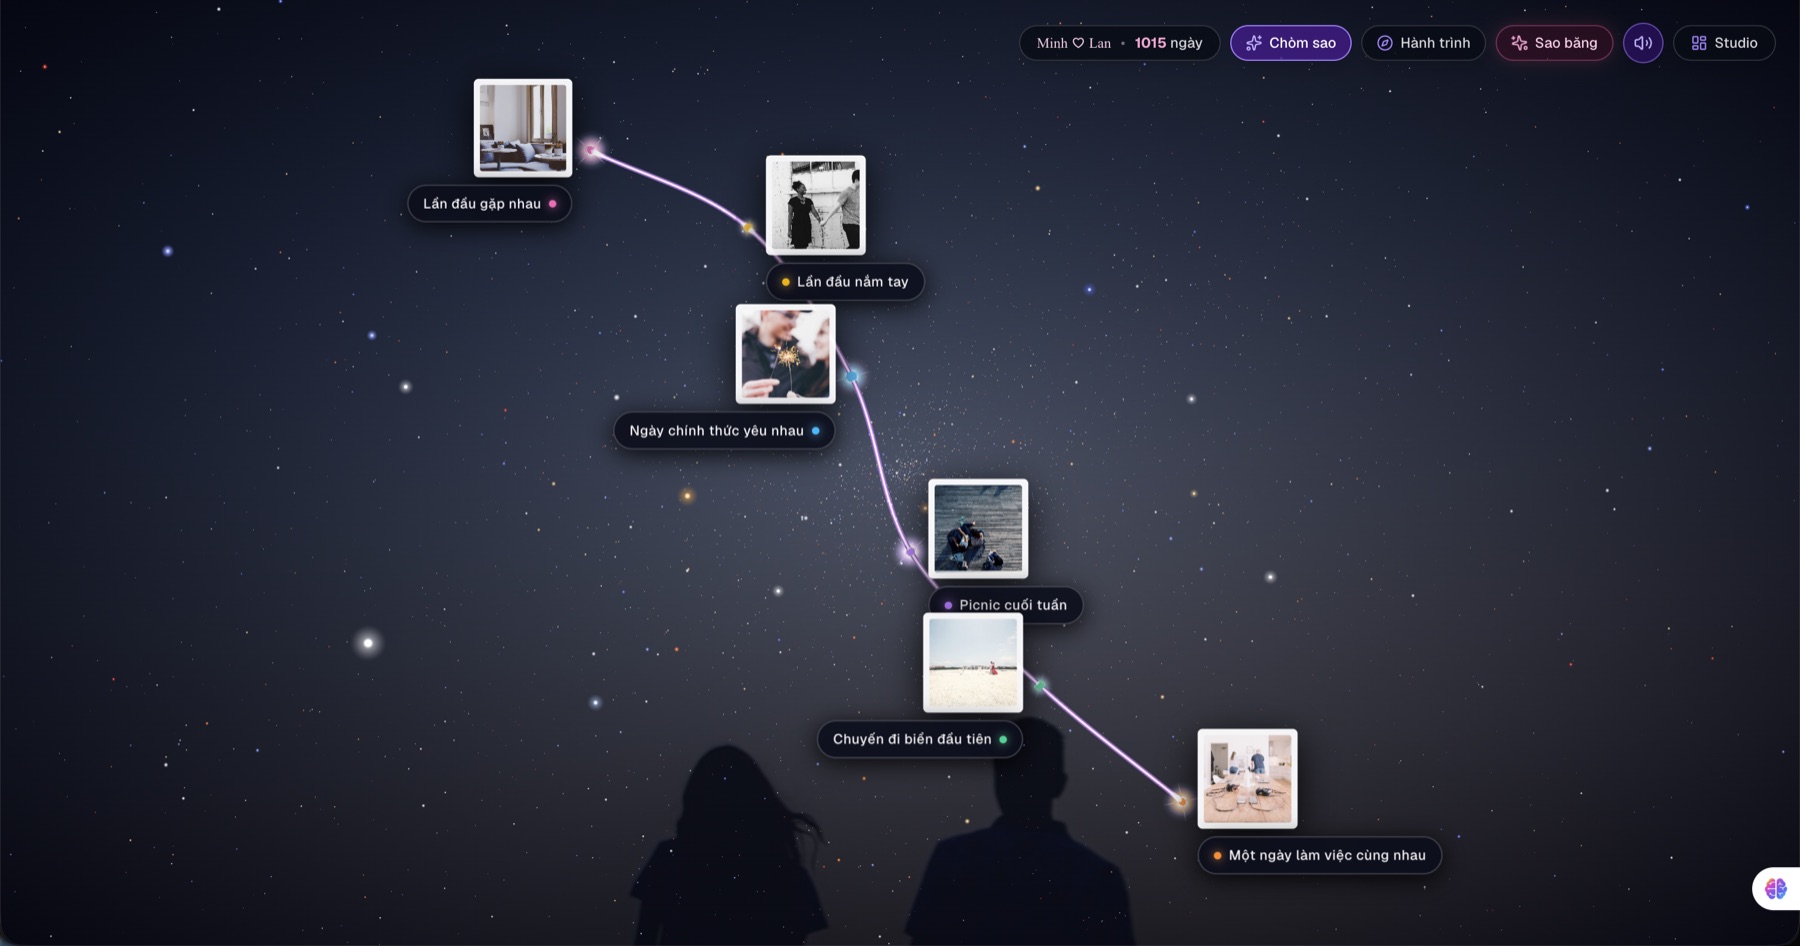 Minh ♡ Lan • 1015 ngày
Chòm sao
Hành trình
Sao băng
Studio
Lần đầu gặp nhau
Lần đầu nắm tay
Ngày chính thức yêu nhau
Picnic cuối tuần
Chuyến đi biển đầu tiên
Một ngày làm việc cùng nhau